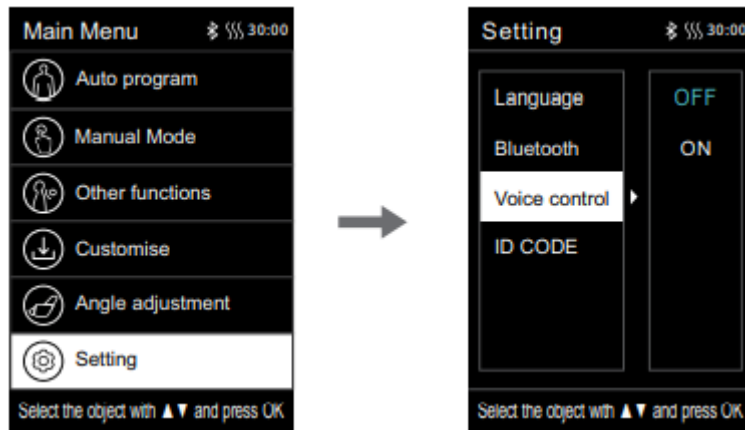 Main Menu 30:00
Auto program
Manual Mode
Other functions
Customise
Angle adjustment
Setting
Select the object with ▲▼ and press OK
Setting 30:00
Language
Bluetooth
Voice control
ID CODE
OFF
ON
Select the object with ▲▼ and press OK